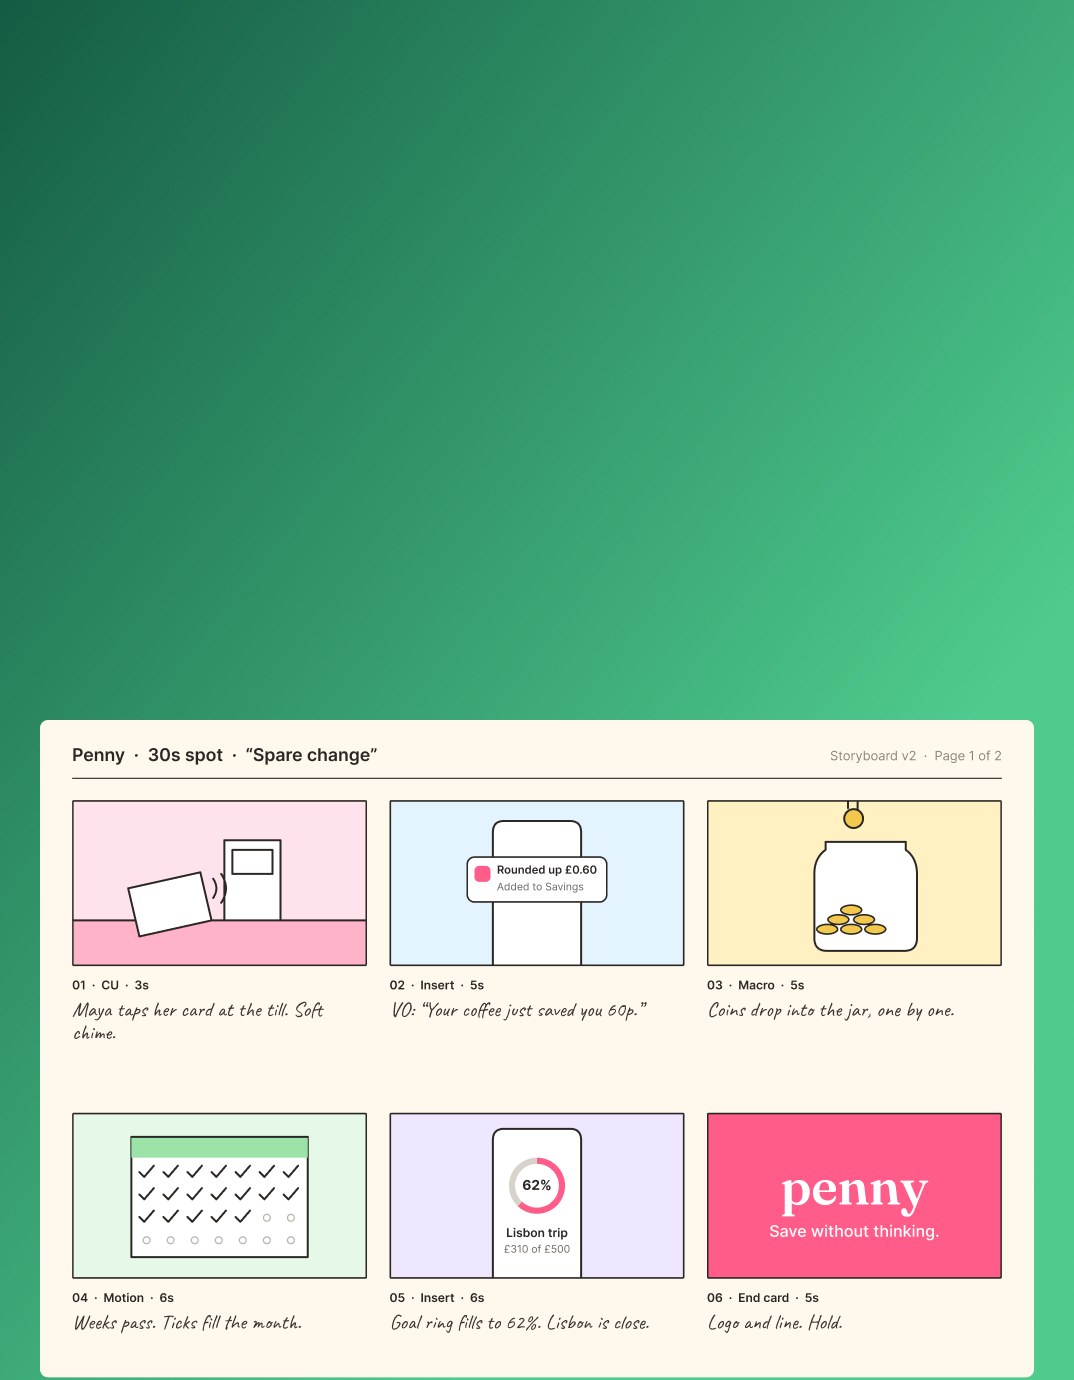 Penny · 30s spot · “Spare change”
Storyboard v2 · Page 1 of 2
Rounded up £0.60
Added to Savings
01 · CU · 3s
Maya taps her card at the till. Soft
chime.
02 · Insert · 5s
VO: “Your coffee just saved you 60p.”
03 · Macro · 5s
Coins drop into the jar, one by one.
62%
Lisbon trip
£310 of £500
penny
Save without thinking.
04 · Motion · 6s
Weeks pass. Ticks fill the month.
05 · Insert · 6s
Goal ring fills to 62%. Lisbon is close.
06 · End card · 5s
Logo and line. Hold.